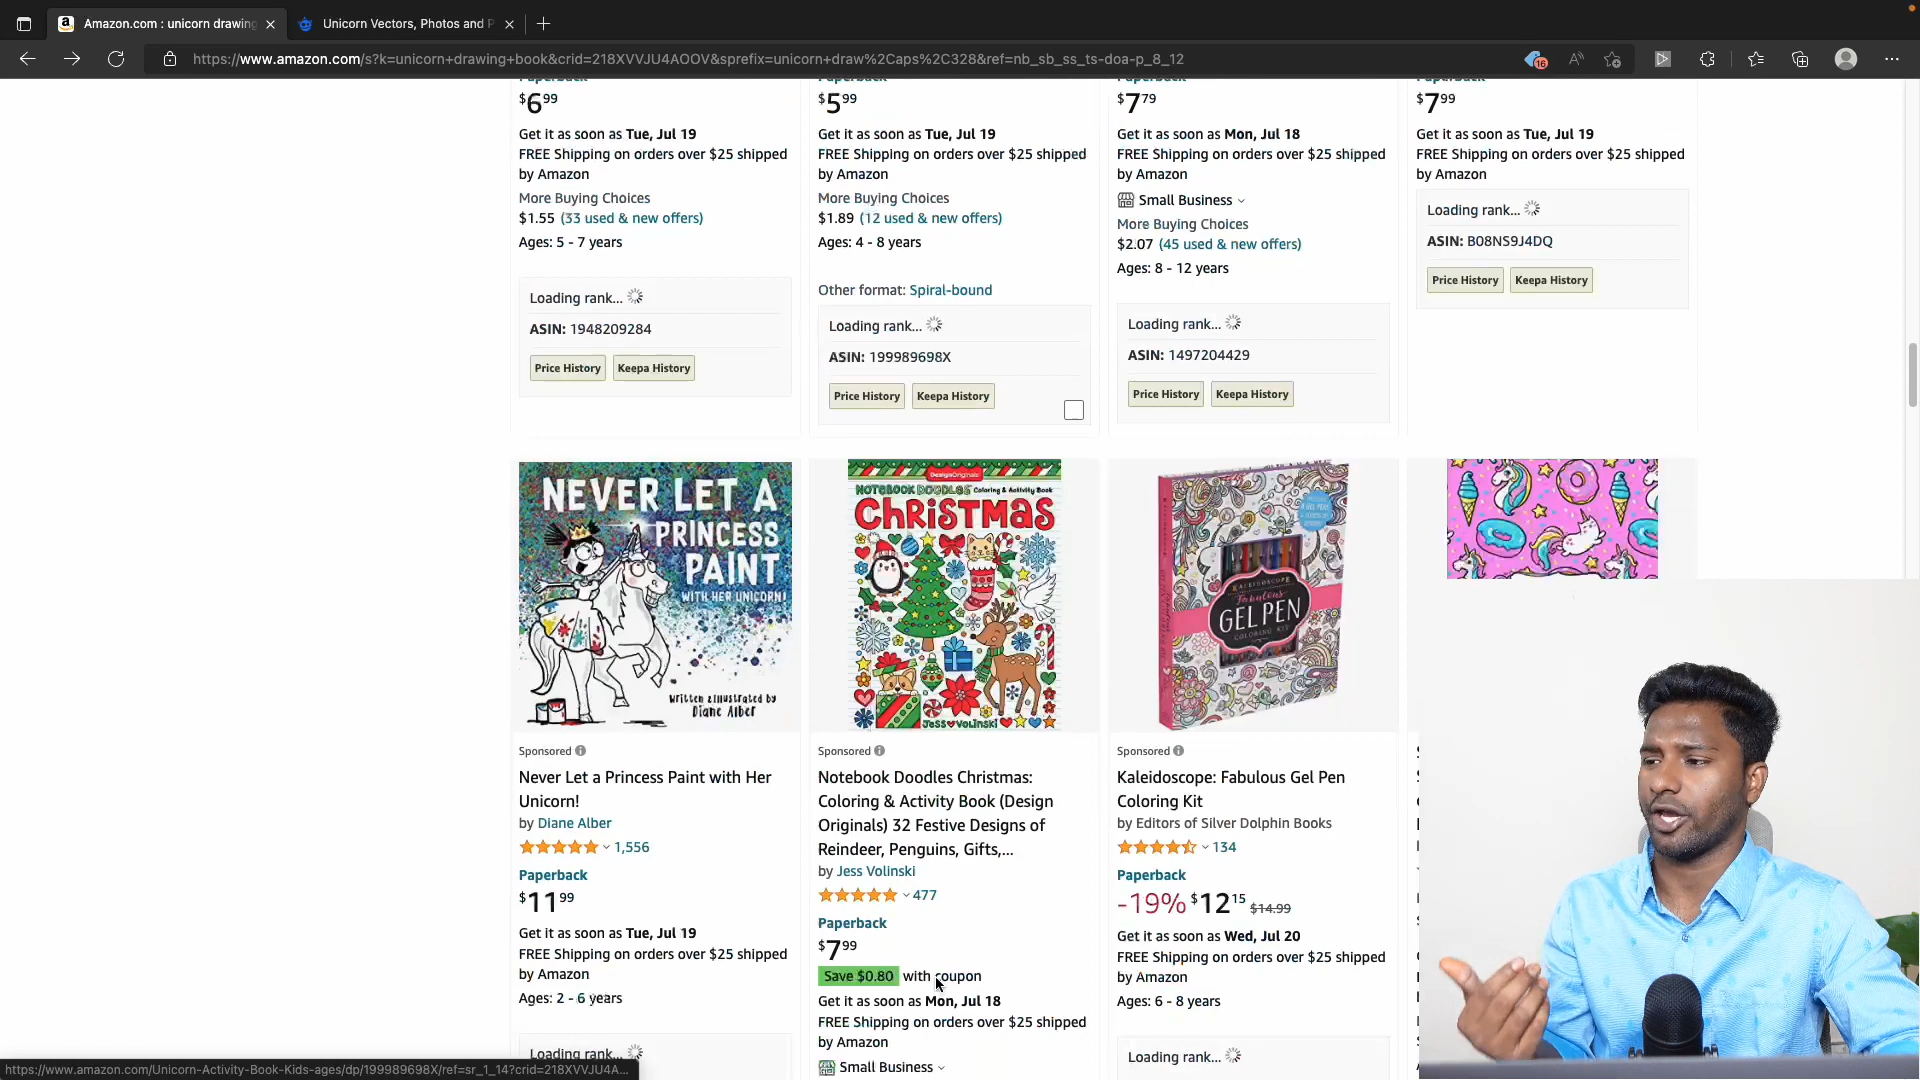 Amazon.com : unicorn drawing
Unicorn Vectors, Photos and P
https://www.amazon.com/s?k=unicorn+drawing+book&crid=218XVVJU4AOOV&sprefix=unicorn+draw%2Caps%2C328&ref=nb_sb_ss_ts-doa-p_8_12
16
Paperback
$6 99
Get it as soon as Tue, Jul 19
FREE Shipping on orders over $25 shipped
by Amazon
More Buying Choices
$1.55 (33 used & new offers)
Ages: 5 - 7 years
Loading rank...
ASIN: 1948209284
Price History
Keepa History
Paperback
$5 99
Get it as soon as Tue, Jul 19
FREE Shipping on orders over $25 shipped
by Amazon
More Buying Choices
$1.89 (12 used & new offers)
Ages: 4 - 8 years
Other format: Spiral-bound
Loading rank...
ASIN: 199989698X
Price History
Keepa History
Paperback
$7 79
Get it as soon as Mon, Jul 18
FREE Shipping on orders over $25 shipped
by Amazon
Small Business
More Buying Choices
$2.07 (45 used & new offers)
Ages: 8 - 12 years
Loading rank...
ASIN: 1497204429
Price History
Keepa History
Paperback
$7 99
Get it as soon as Tue, Jul 19
FREE Shipping on orders over $25 shipped
by Amazon
Loading rank...
ASIN: B08NS9J4DQ
Price History
Keepa History
NEVER LET A
PRINCESS
PAINT
WITH HER UNICORN!
WRITTEN & ILLUSTRATED BY
DIANE ALBER
Sponsored
Never Let a Princess Paint with Her
Unicorn!
by Diane Alber
1,556
Paperback
$11 99
Get it as soon as Tue, Jul 19
FREE Shipping on orders over $25 shipped
by Amazon
Ages: 2 - 6 years
Loading rank...
DesignOriginals
NOTEBOOK DOODLES Coloring & Activity Book
CHRISTMAS
JESS VOLINSKI
Sponsored
Notebook Doodles Christmas:
Coloring & Activity Book (Design
Originals) 32 Festive Designs of
Reindeer, Penguins, Gifts,...
by Jess Volinski
477
Paperback
$7 99
Save $0.80 with coupon
Get it as soon as Mon, Jul 18
FREE Shipping on orders over $25 shipped
by Amazon
Small Business
KALEIDOSCOPE
Fabulous
GEL PEN
COLORING KIT
Sponsored
Kaleidoscope: Fabulous Gel Pen
Coloring Kit
by Editors of Silver Dolphin Books
134
Paperback
-19% $12 15 $14.99
Get it as soon as Wed, Jul 20
FREE Shipping on orders over $25 shipped
by Amazon
Ages: 6 - 8 years
Loading rank...
https://www.amazon.com/Unicorn-Activity-Book-Kids-ages/dp/199989698X/ref=sr_1_14?crid=218XVVJU4A...